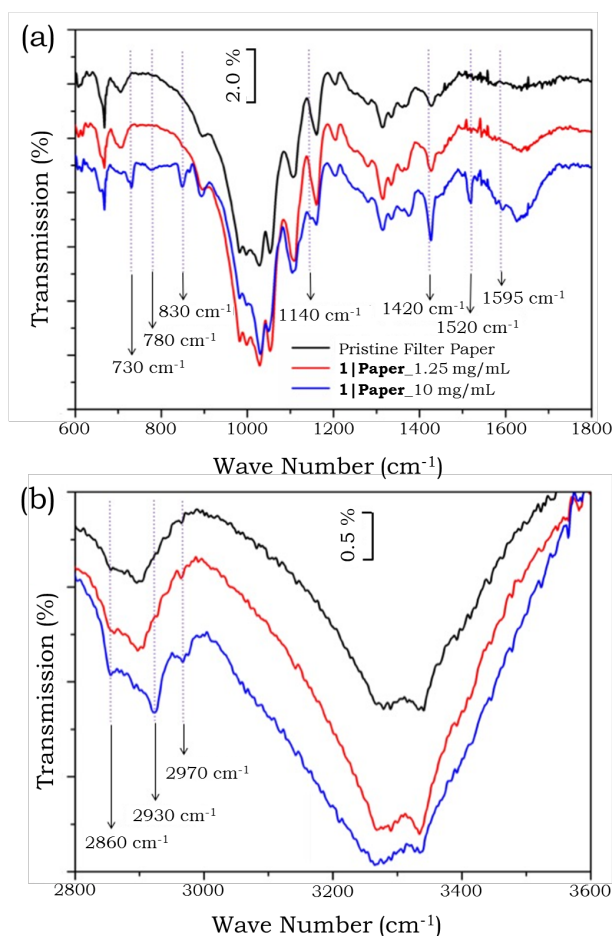 (a)
2.0 %
Transmission (%)
830 cm-1
780 cm-1
730 cm-1
1140 cm-1
1420 cm-1
1520 cm-1
1595 cm-1
Pristine Filter Paper
1|Paper_1.25 mg/mL
1|Paper_10 mg/mL
600 800 1000 1200 1400 1600 1800
Wave Number (cm-1)
(b)
0.5 %
Transmission (%)
2970 cm-1
2930 cm-1
2860 cm-1
2800 3000 3200 3400 3600
Wave Number (cm-1)